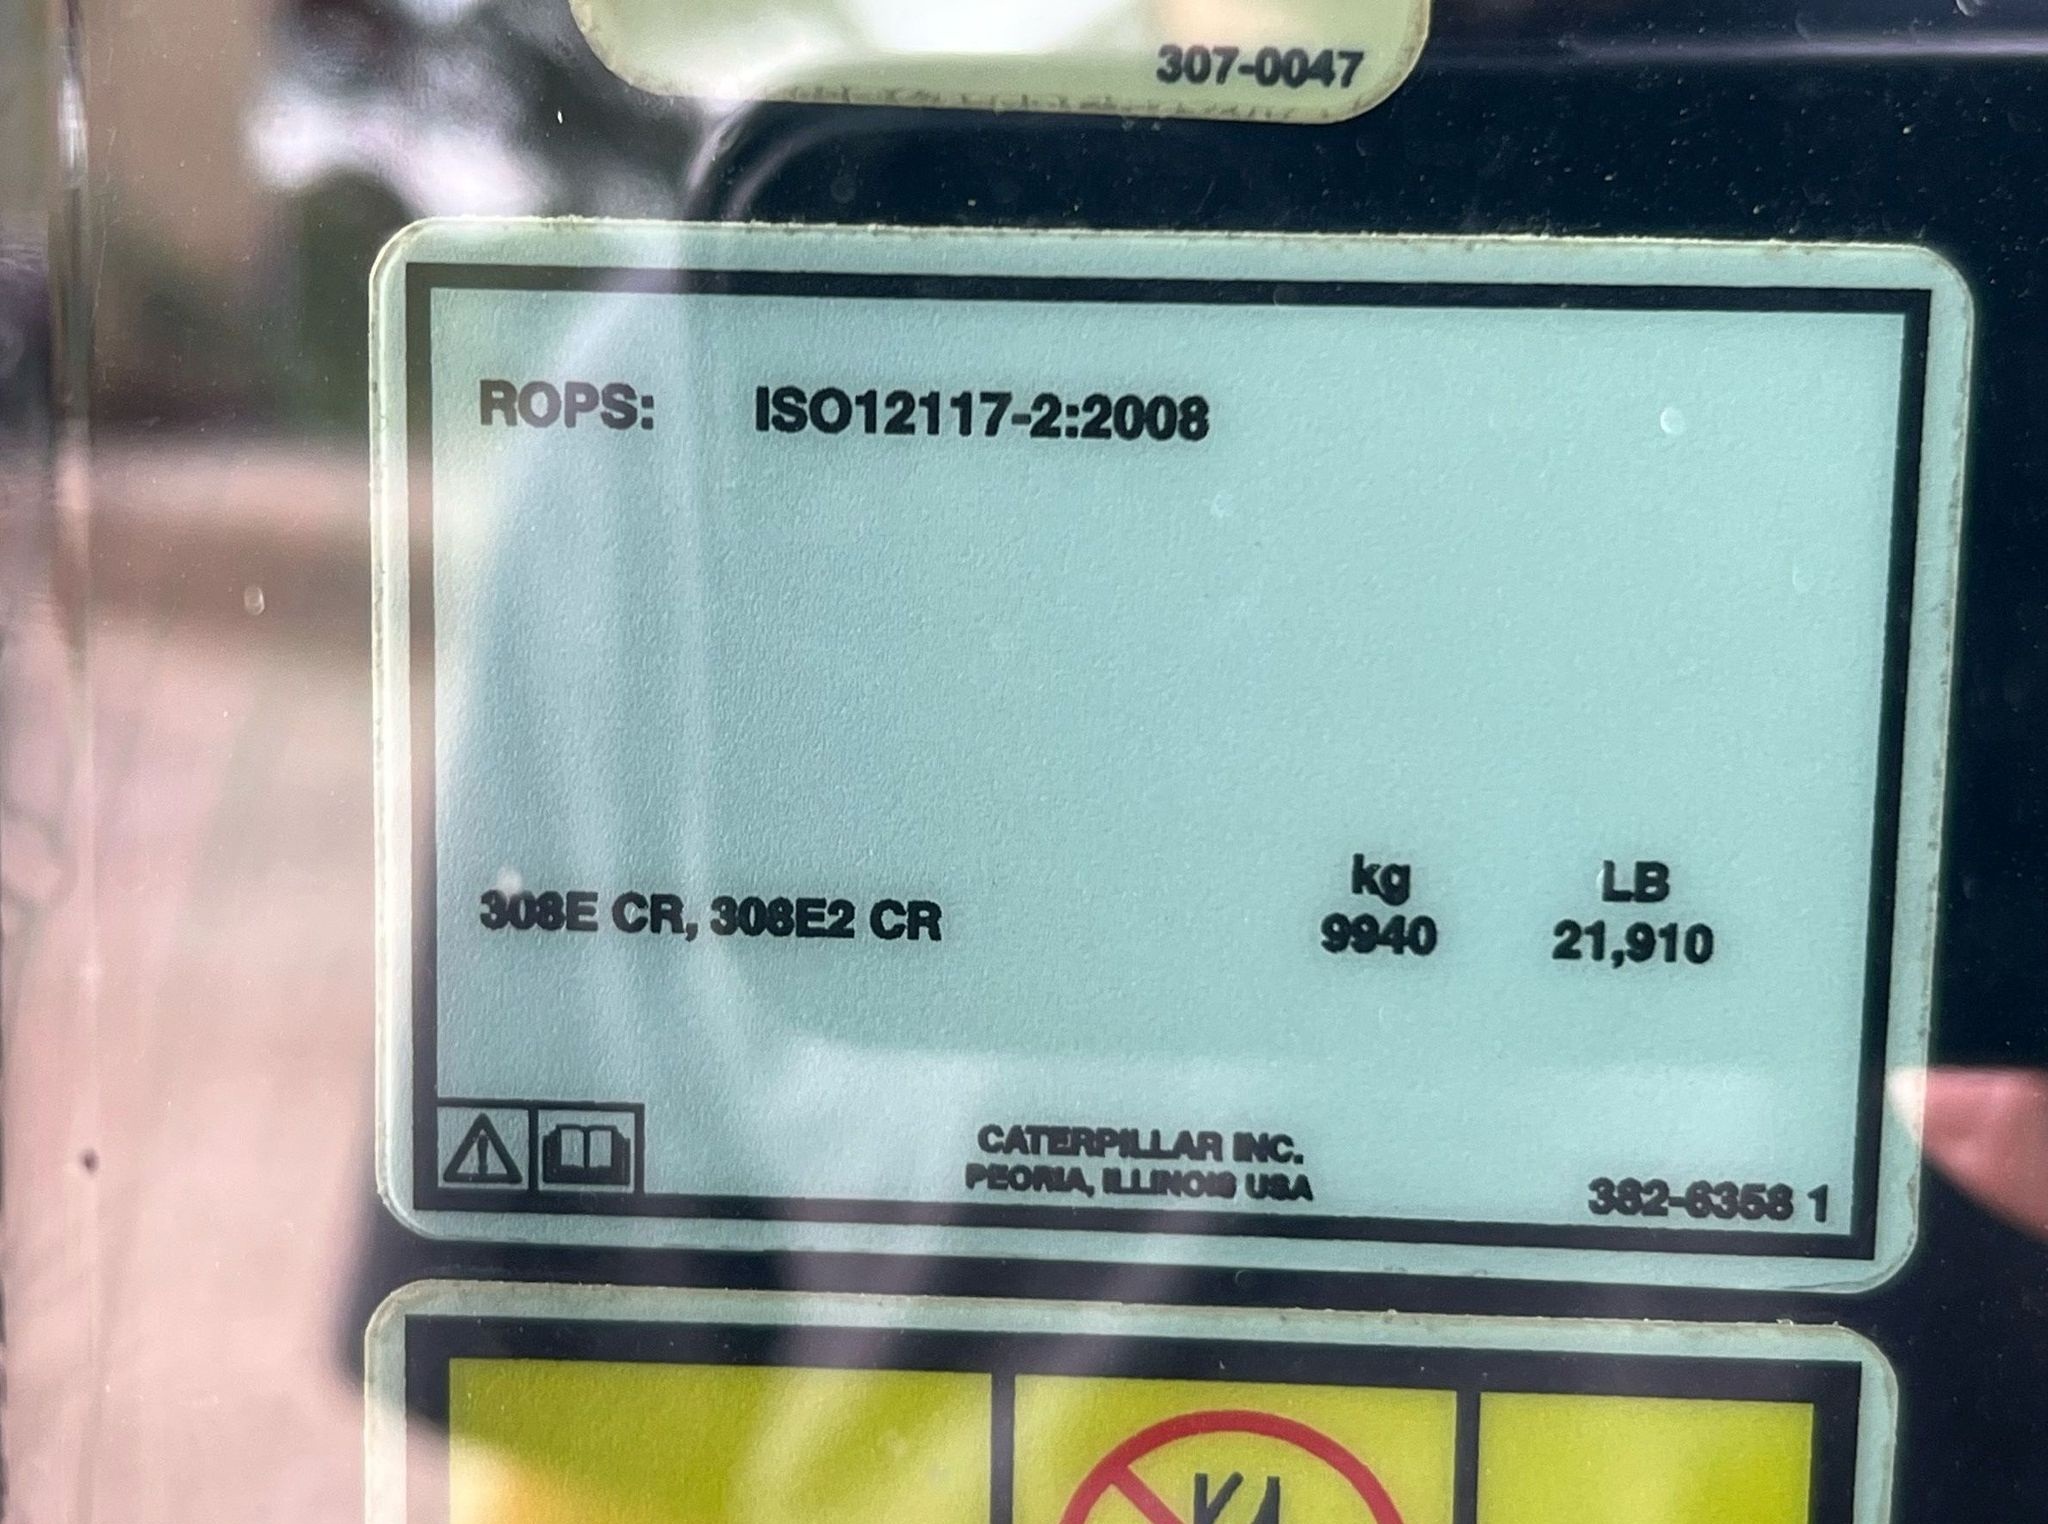 307-0047
ROPS: ISO12117-2:2008
kg LB
308E CR, 308E2 CR 9940 21,910
CATERPILLAR INC.
PEORIA, ILLINOIS USA
382-6358 1